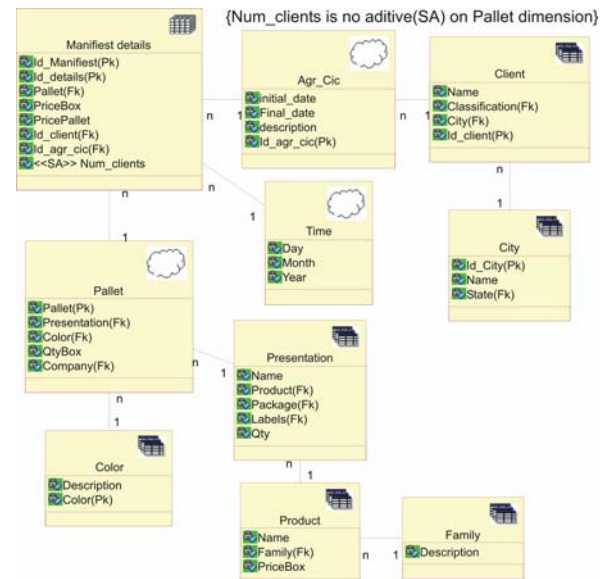 {Num_clients is no aditive(SA) on Pallet dimension}
Manifiest details
Id_Manifiest(Pk)
Id_details(Pk)
Pallet(Fk)
PriceBox
PricePallet
Id_client(Fk)
Id_agr_cic(Fk)
<<SA>> Num_clients
n
1
Agr_Cic
initial_date
Final_date
description
Id_agr_cic(Pk)
n
1
Client
Name
Classification(Fk)
City(Fk)
Id_client(Pk)
n
1
City
Id_City(Pk)
Name
State(Fk)
n
1
Time
Day
Month
Year
n
1
Pallet
Pallet(Pk)
Presentation(Fk)
Color(Fk)
QtyBox
Company(Fk)
n
1
Presentation
Name
Product(Fk)
Package(Fk)
Labels(Fk)
Qty
n
1
Color
Description
Color(Pk)
n
1
Product
Name
Family(Fk)
PriceBox
n
1
Family
Description